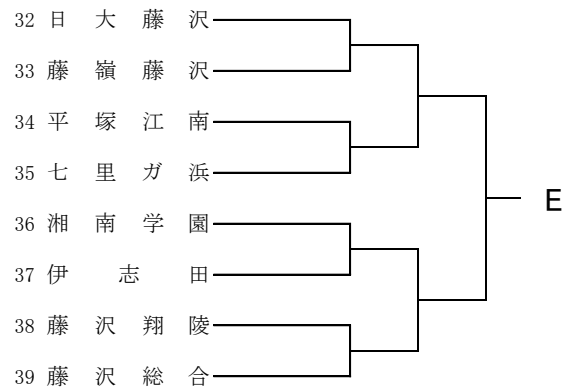 32 日大藤沢
33 藤嶺藤沢
34 平塚江南
35 七里ガ浜
E
36 湘南学園
37 伊志田
38 藤沢翔陵
39 藤沢総合